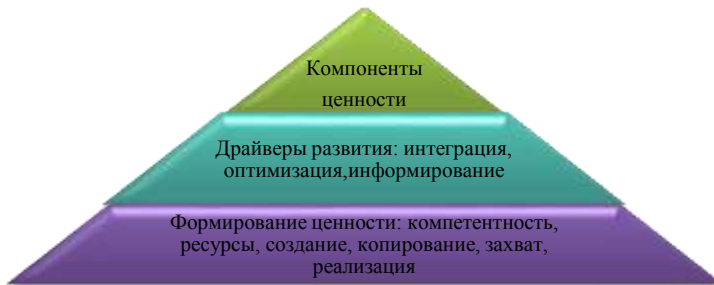 Компоненты
ценности
Драйверы развития: интеграция,
оптимизация,информирование
Формирование ценности: компетентность,
ресурсы, создание, копирование, захват,
реализация